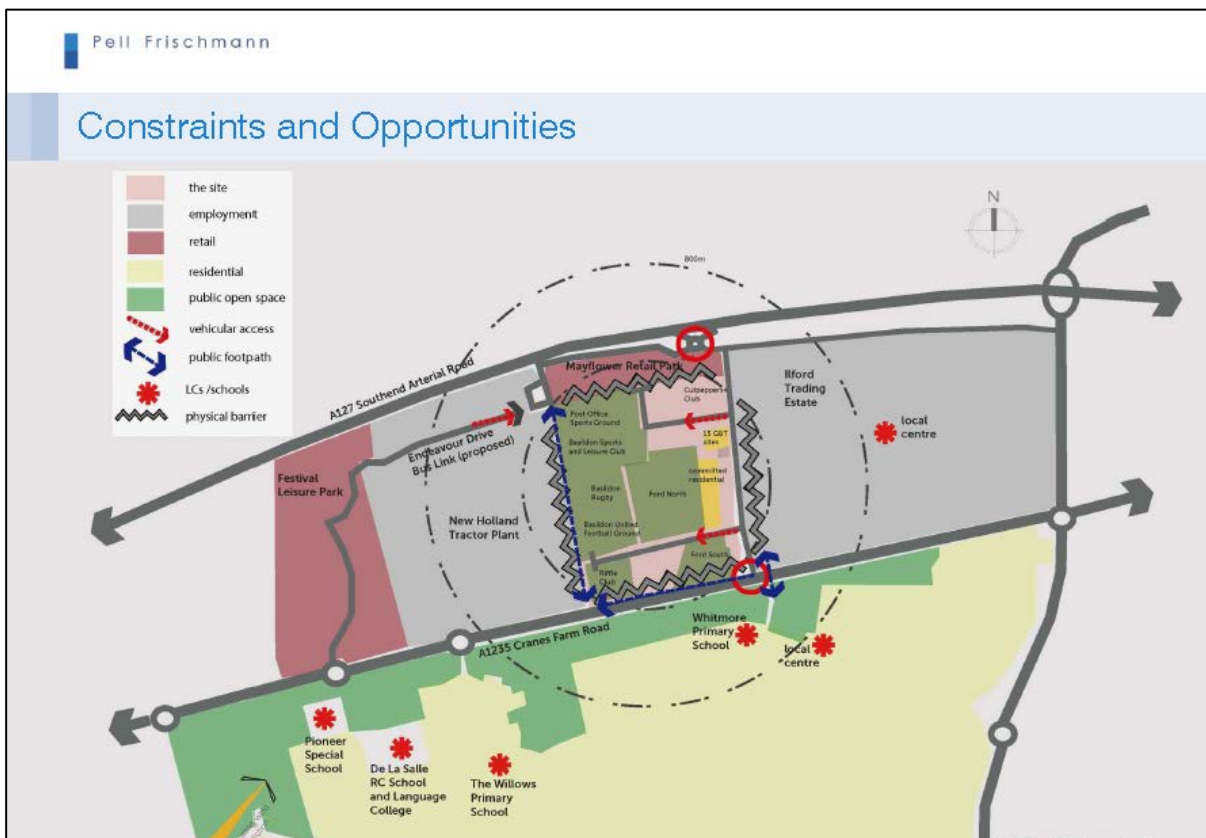 Pell Frischmann
Constraints and Opportunities
the site
employment
retail
residential
public open space
vehicular access
public footpath
LCs /schools
physical barrier
N
800m
A127 Southend Arterial Road
Mayflower Retail Park
Culpeppers
Club
Ilford
Trading
Estate
local
centre
Post Office
Sports Ground
15 G&T
sites
Endeavour Drive
Bus Link (proposed)
Basildon Sports
and Leisure Club
committed
residential
Festival
Leisure Park
Basildon
Rugby
Ford North
New Holland
Tractor Plant
Basildon United
Football Ground
Ford South
Riffle
Club
A1235 Cranes Farm Road
Whitmore
Primary
School
local
centre
Pioneer
Special
School
De La Salle
RC School
and Language
College
The Willows
Primary
School